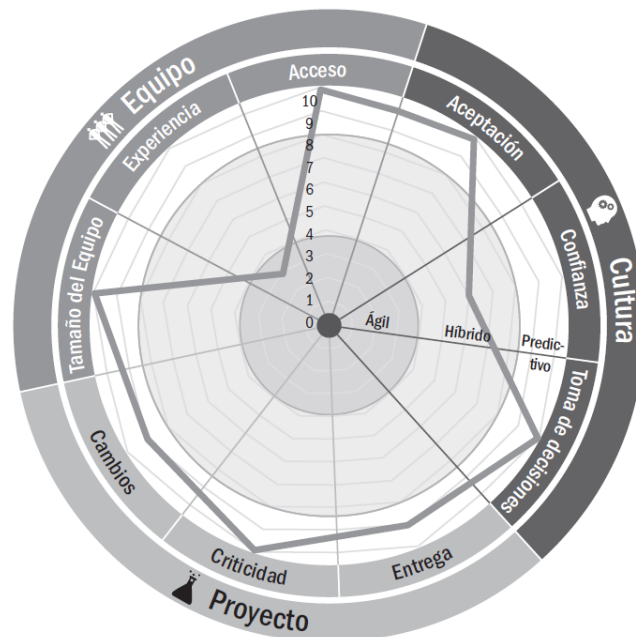 Equipo
Cultura
Proyecto
Acceso
Aceptación
Confianza
Toma de decisiones
Entrega
Criticidad
Cambios
Tamaño del Equipo
Experiencia
10
9
8
7
6
5
4
3
2
1
0
Ágil
Híbrido
Predic-
tivo